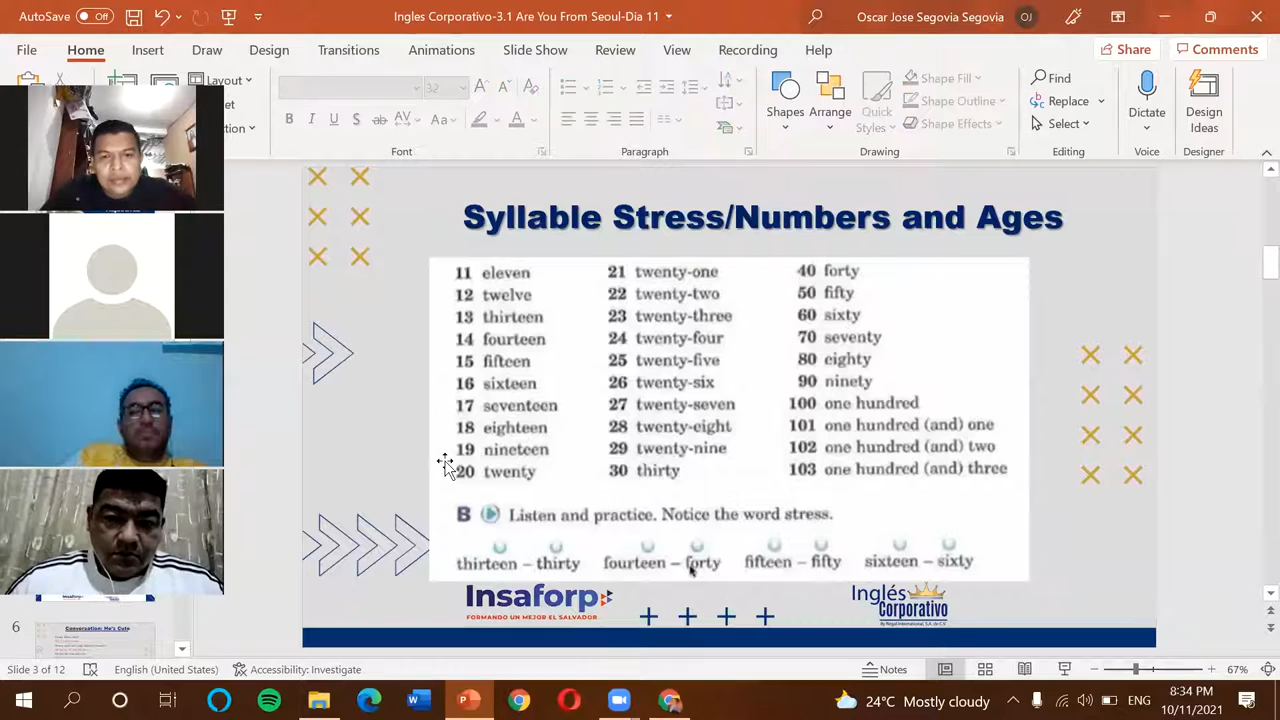 AutoSave Off Ingles Corporativo-3.1 Are You From Seoul-Dia 11 Oscar Jose Segovia Segovia OJ
File Home Insert Draw Design Transitions Animations Slide Show Review View Recording Help Share Comments
Layout Shape Fill Find
Shapes Arrange Quick Styles Shape Outline Replace Dictate Design Ideas
Shape Effects Select
Font Paragraph Drawing Editing Voice Designer
Syllable Stress/Numbers and Ages
11 eleven 21 twenty-one 40 forty
12 twelve 22 twenty-two 50 fifty
13 thirteen 23 twenty-three 60 sixty
14 fourteen 24 twenty-four 70 seventy
15 fifteen 25 twenty-five 80 eighty
16 sixteen 26 twenty-six 90 ninety
17 seventeen 27 twenty-seven 100 one hundred
18 eighteen 28 twenty-eight 101 one hundred (and) one
19 nineteen 29 twenty-nine 102 one hundred (and) two
20 twenty 30 thirty 103 one hundred (and) three
B Listen and practice. Notice the word stress.
thirteen – thirty fourteen – forty fifteen – fifty sixteen – sixty
Insaforp
FORMANDO UN MEJOR EL SALVADOR
Inglés
Corporativo
Insaforp
6 Conversation: He's Cute
Slide 3 of 12 English (United States) Accessibility: Investigate Notes 67%
24°C Mostly cloudy ENG 8:34 PM
10/11/2021